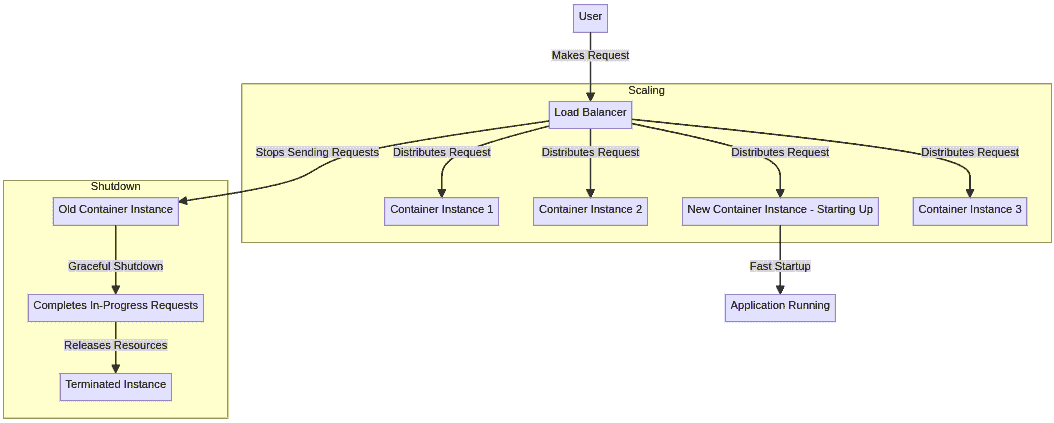 User
Makes Request
Scaling
Load Balancer
Stops Sending Requests
Distributes Request
Distributes Request
Distributes Request
Distributes Request
Shutdown
Old Container Instance
Container Instance 1
Container Instance 2
New Container Instance - Starting Up
Container Instance 3
Graceful Shutdown
Fast Startup
Completes In-Progress Requests
Application Running
Releases Resources
Terminated Instance